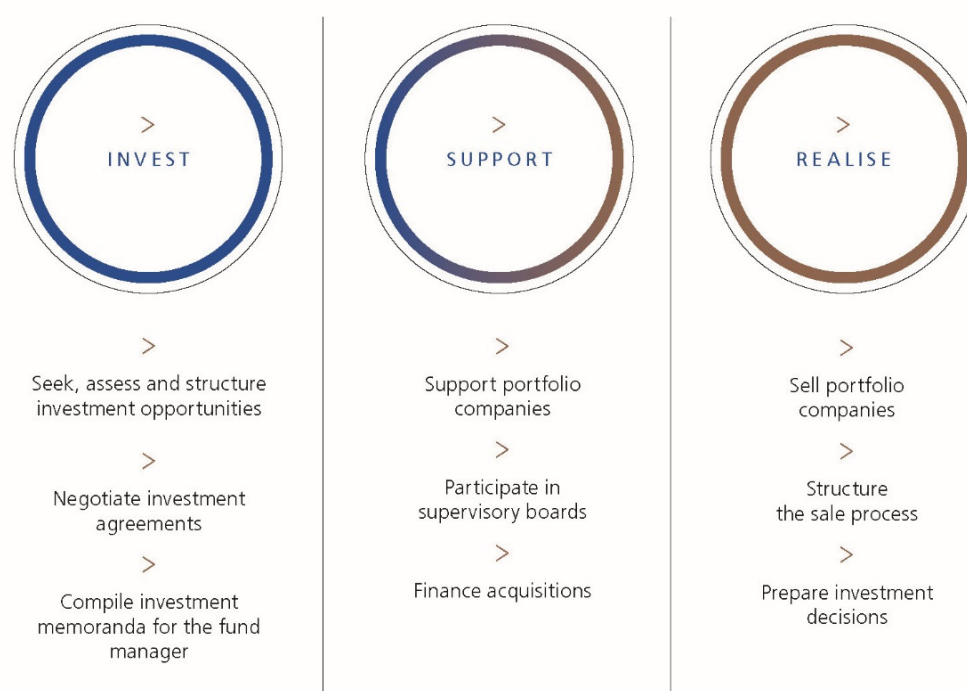 >
INVEST
>
Seek, assess and structure
investment opportunities
>
Negotiate investment
agreements
>
Compile investment
memoranda for the fund
manager
>
SUPPORT
>
Support portfolio
companies
>
Participate in
supervisory boards
>
Finance acquisitions
>
REALISE
>
Sell portfolio
companies
>
Structure
the sale process
>
Prepare investment
decisions